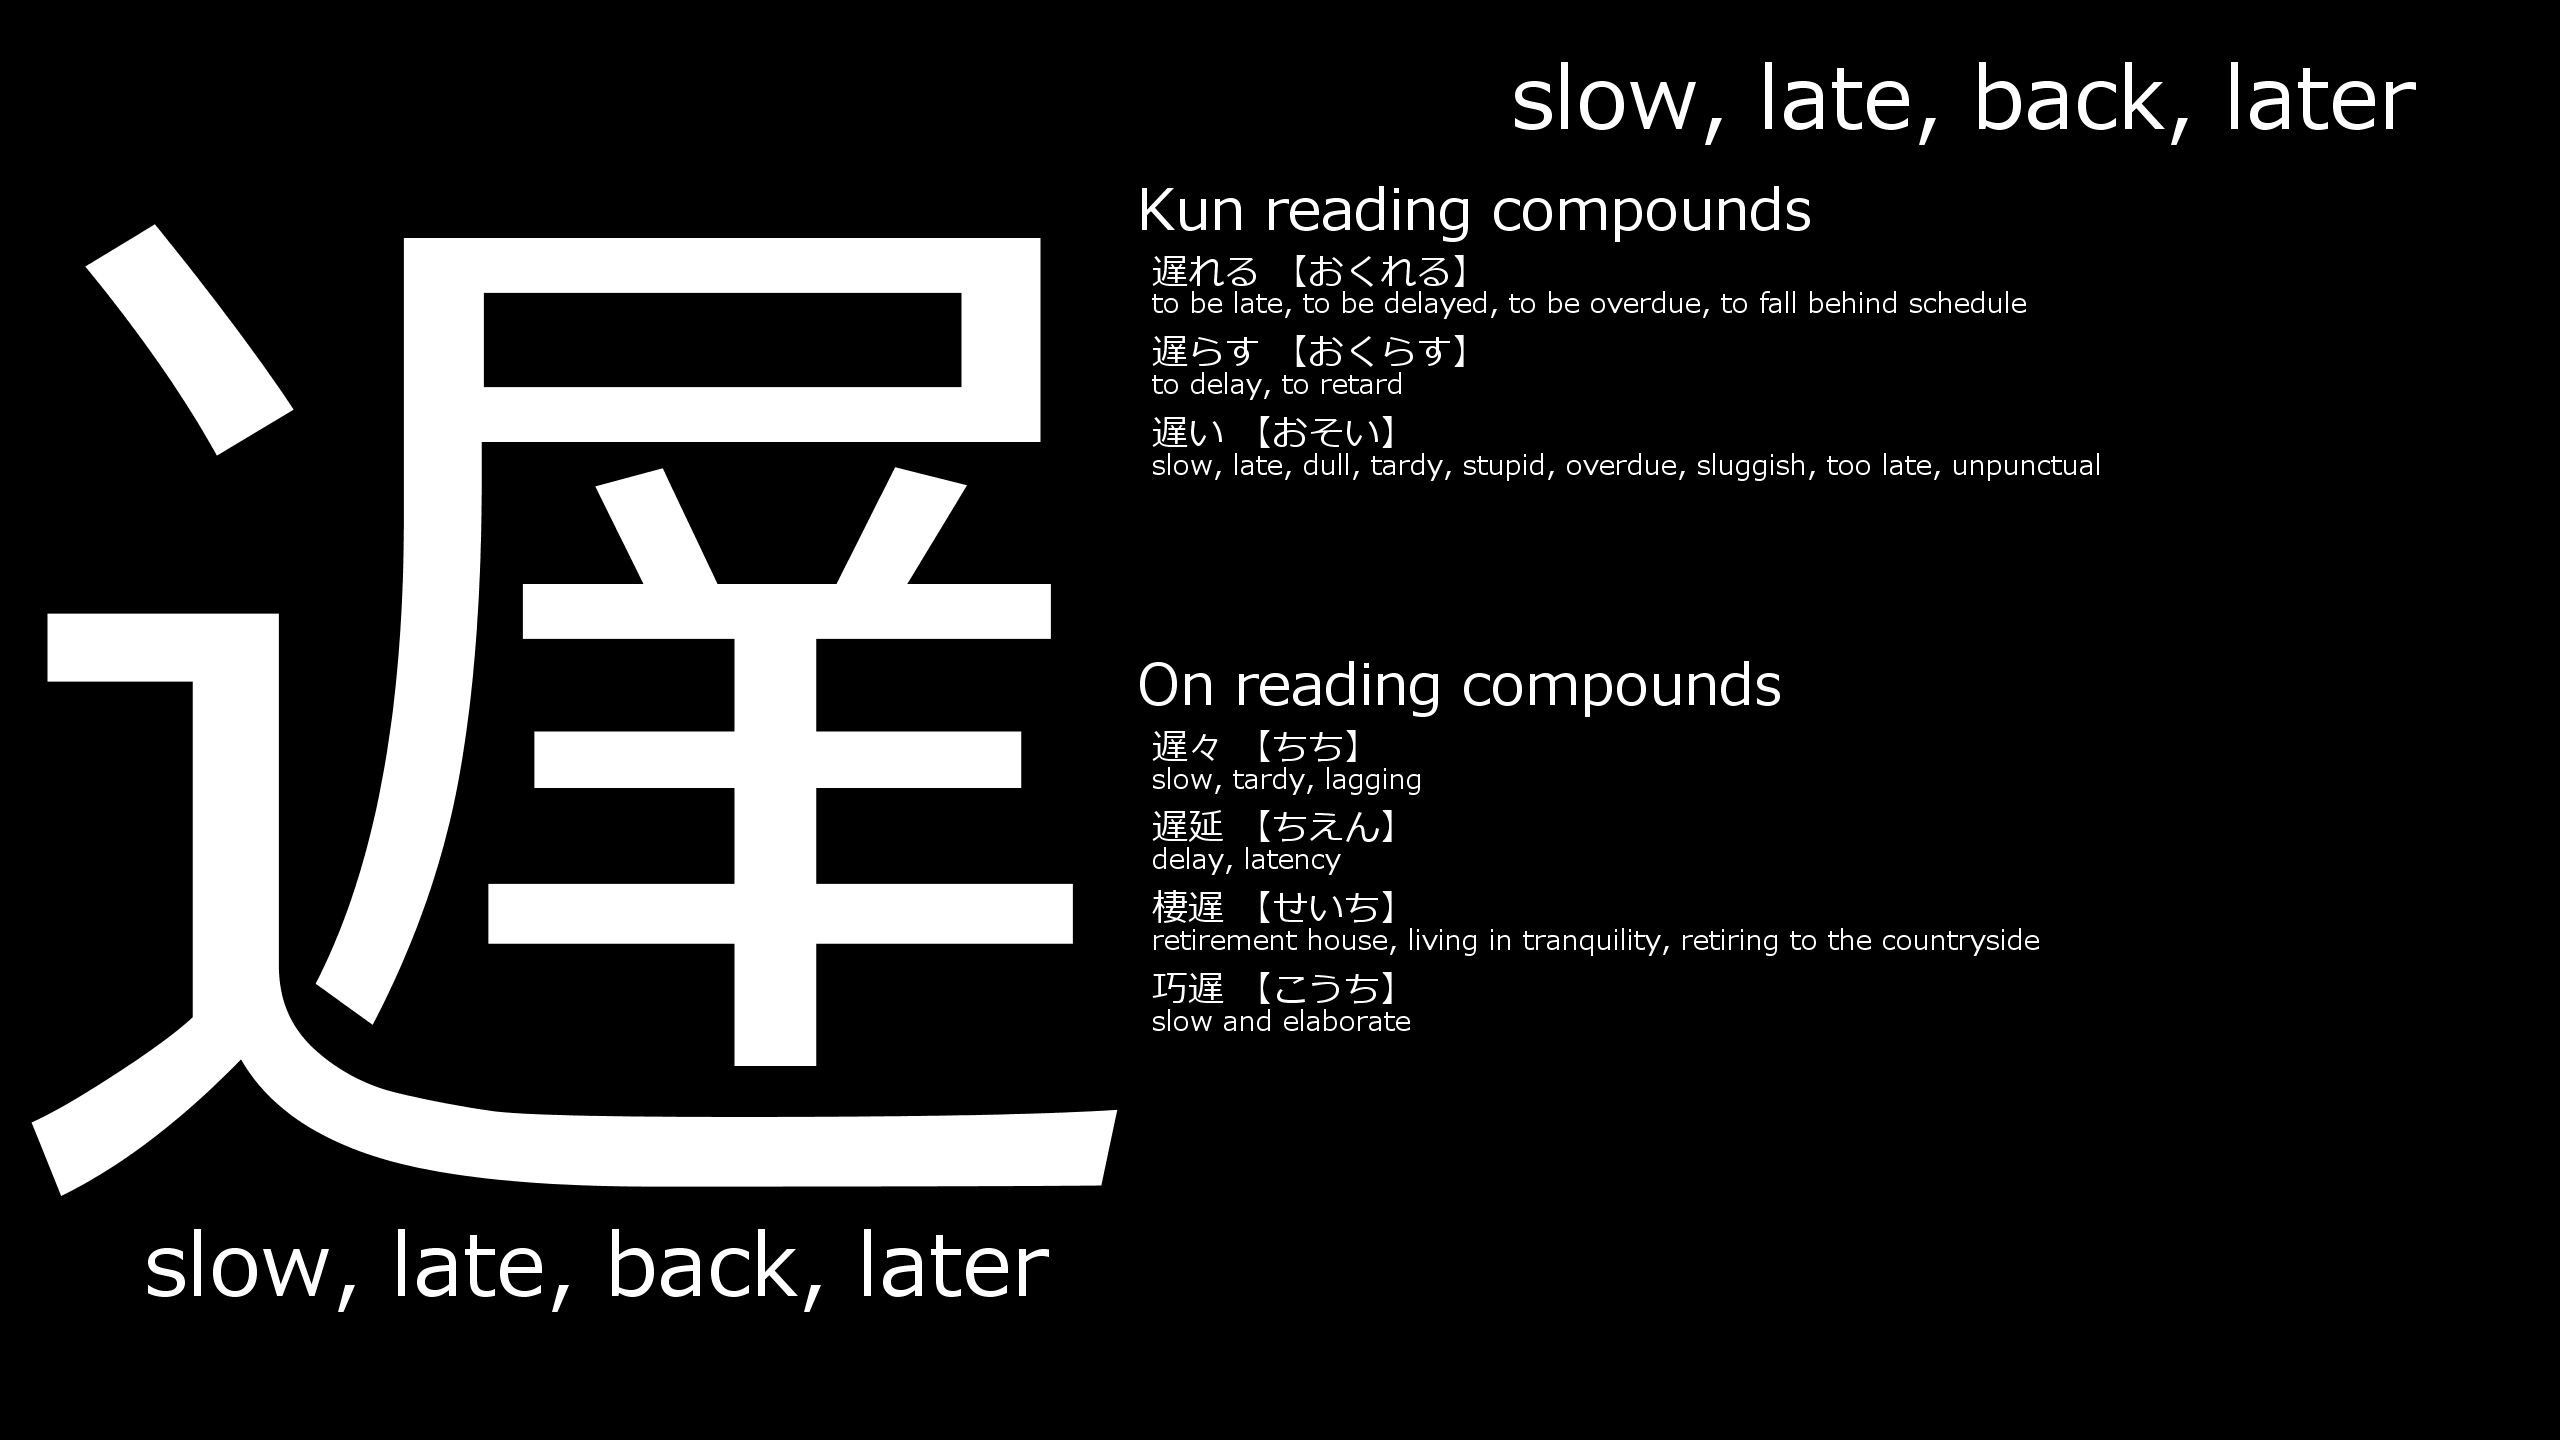 遅
slow, late, back, later
slow, late, back, later
Kun reading compounds
遅れる 【おくれる】
to be late, to be delayed, to be overdue, to fall behind schedule
遅らす 【おくらす】
to delay, to retard
遅い 【おそい】
slow, late, dull, tardy, stupid, overdue, sluggish, too late, unpunctual
On reading compounds
遅々 【ちち】
slow, tardy, lagging
遅延 【ちえん】
delay, latency
棲遅 【せいち】
retirement house, living in tranquility, retiring to the countryside
巧遅 【こうち】
slow and elaborate